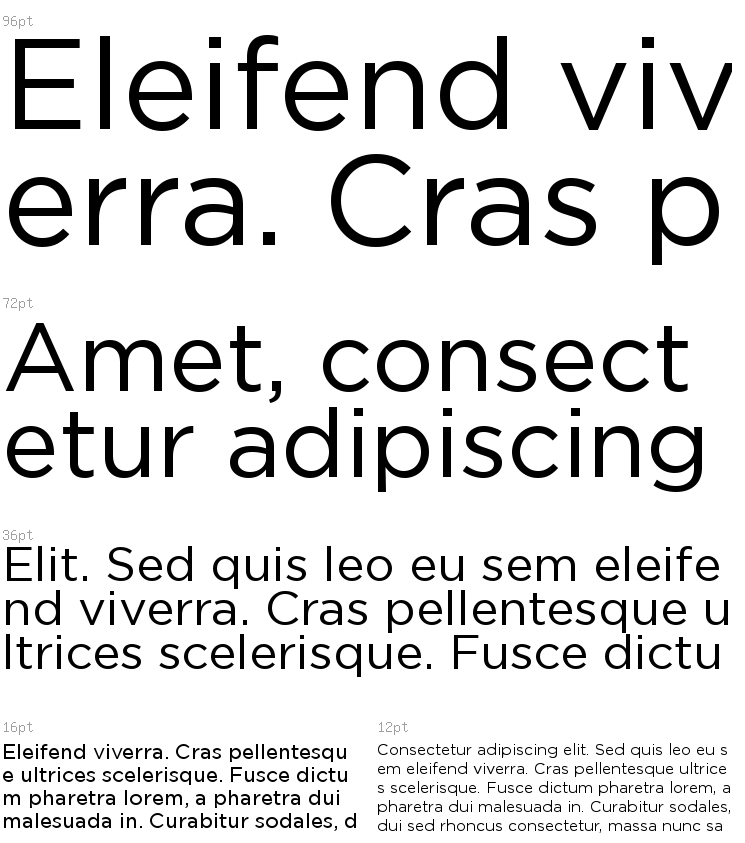 96pt
Eleifend viv
erra. Cras p
72pt
Amet, consect
etur adipiscing
36pt
Elit. Sed quis leo eu sem eleife
nd viverra. Cras pellentesque u
ltrices scelerisque. Fusce dictu
16pt
Eleifend viverra. Cras pellentesqu
e ultrices scelerisque. Fusce dictu
m pharetra lorem, a pharetra dui
malesuada in. Curabitur sodales, d
12pt
Consectetur adipiscing elit. Sed quis leo eu s
em eleifend viverra. Cras pellentesque ultrice
s scelerisque. Fusce dictum pharetra lorem, a
pharetra dui malesuada in. Curabitur sodales,
dui sed rhoncus consectetur, massa nunc sa